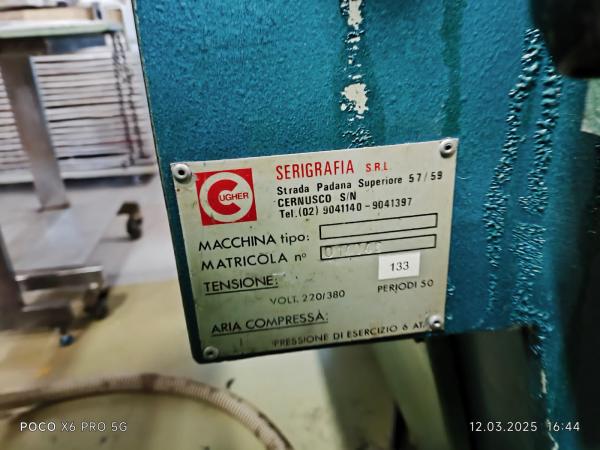 CUGHER
SERIGRAFIA S.R.L.
Strada Padana Superiore 57/59
CERNUSCO S/N
Tel.(02) 9041140-9041397
MACCHINA tipo:
MATRICOLA n°
133
TENSIONE:
VOLT. 220/380 PERIODI 50
ARIA COMPRESSA:
PRESSIONE DI ESERCIZIO 6 AT
POCO X6 PRO 5G
12.03.2025 16:44